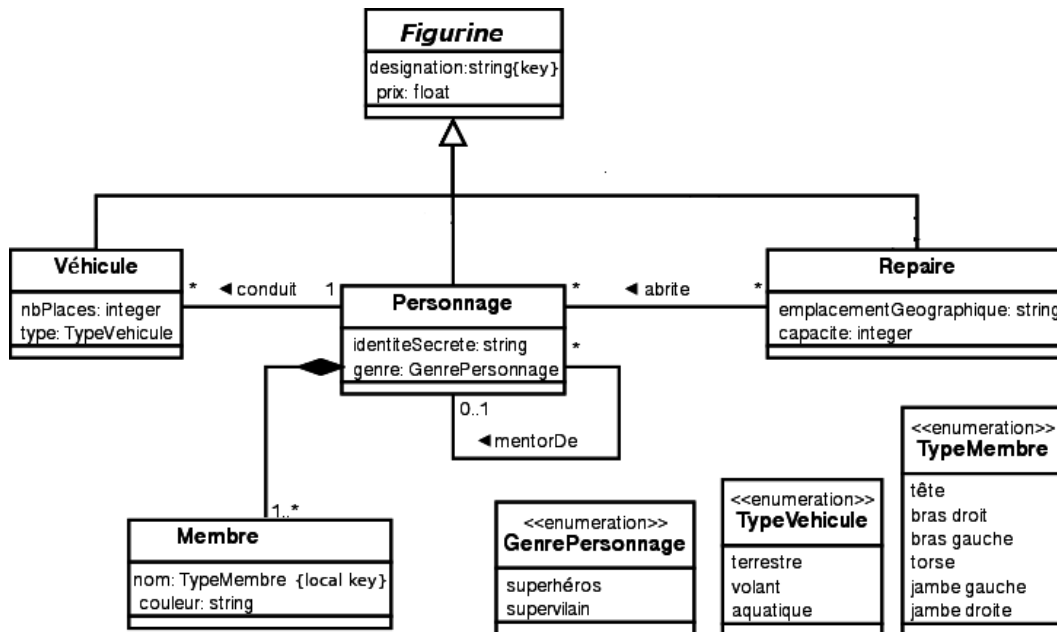 Figurine
designation:string{key}
prix: float
Véhicule
nbPlaces: integer
type: TypeVehicule
* ◄ conduit 1
Personnage
identiteSecrete: string
genre: GenrePersonnage
* ◄ abrite *
Repaire
emplacementGeographique: string
capacite: integer
*
0..1
◄mentorDe
1..*
Membre
nom: TypeMembre {local key}
couleur: string
<<enumeration>>
GenrePersonnage
superhéros
supervilain
<<enumeration>>
TypeVehicule
terrestre
volant
aquatique
<<enumeration>>
TypeMembre
tête
bras droit
bras gauche
torse
jambe gauche
jambe droite